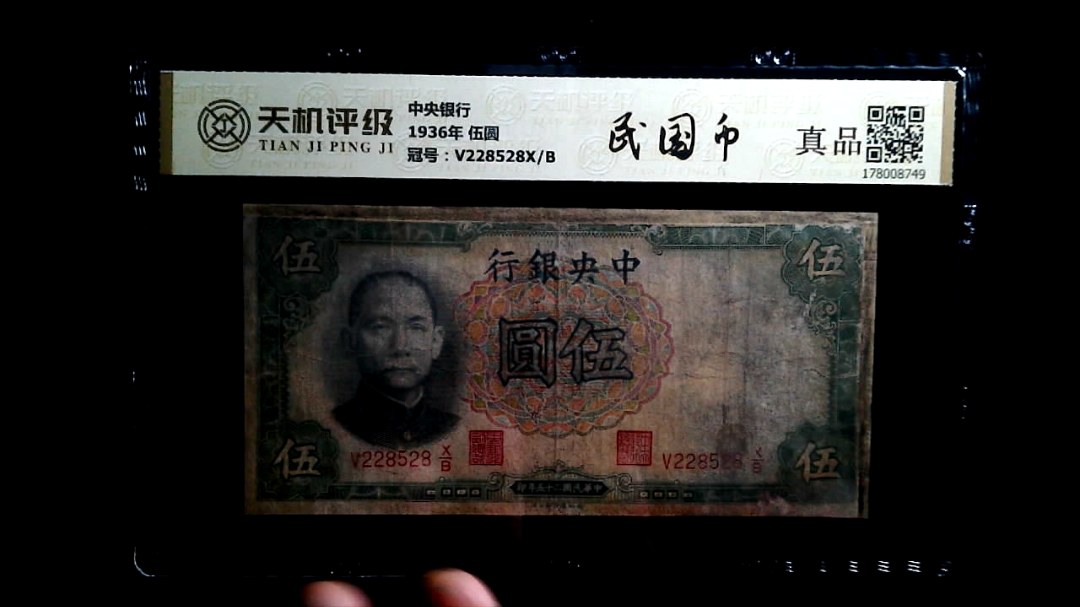 天机评级
TIAN JI PING JI
中央银行
1936年 伍圆
冠号：V228528X/B
民国币
真品
178008749
伍
行銀央中
伍
圓伍
伍
V228528 X/B
V228528 X/B
伍